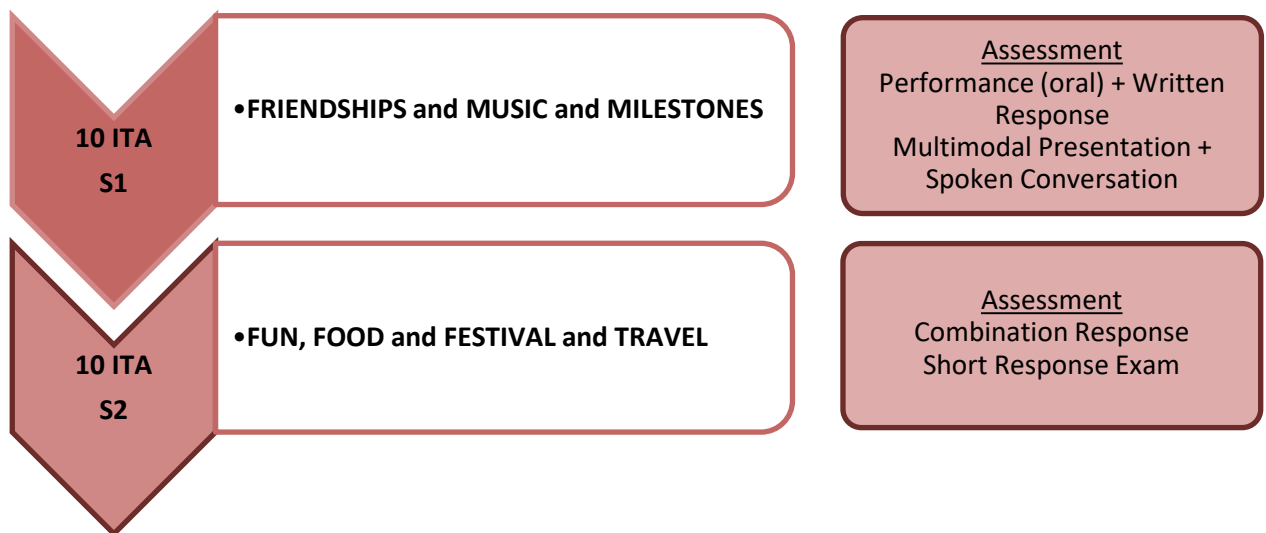 10 ITA
S1
•FRIENDSHIPS and MUSIC and MILESTONES
Assessment
Performance (oral) + Written
Response
Multimodal Presentation +
Spoken Conversation
10 ITA
S2
•FUN, FOOD and FESTIVAL and TRAVEL
Assessment
Combination Response
Short Response Exam